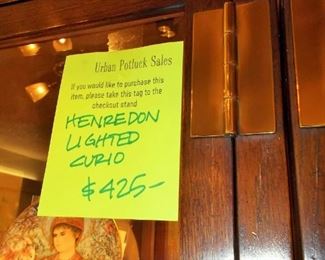 Urban Potluck Sales
If you would like to purchase this
item, please take this tag to the
checkout stand
HENREDON
LIGHTED
CURIO
$425-